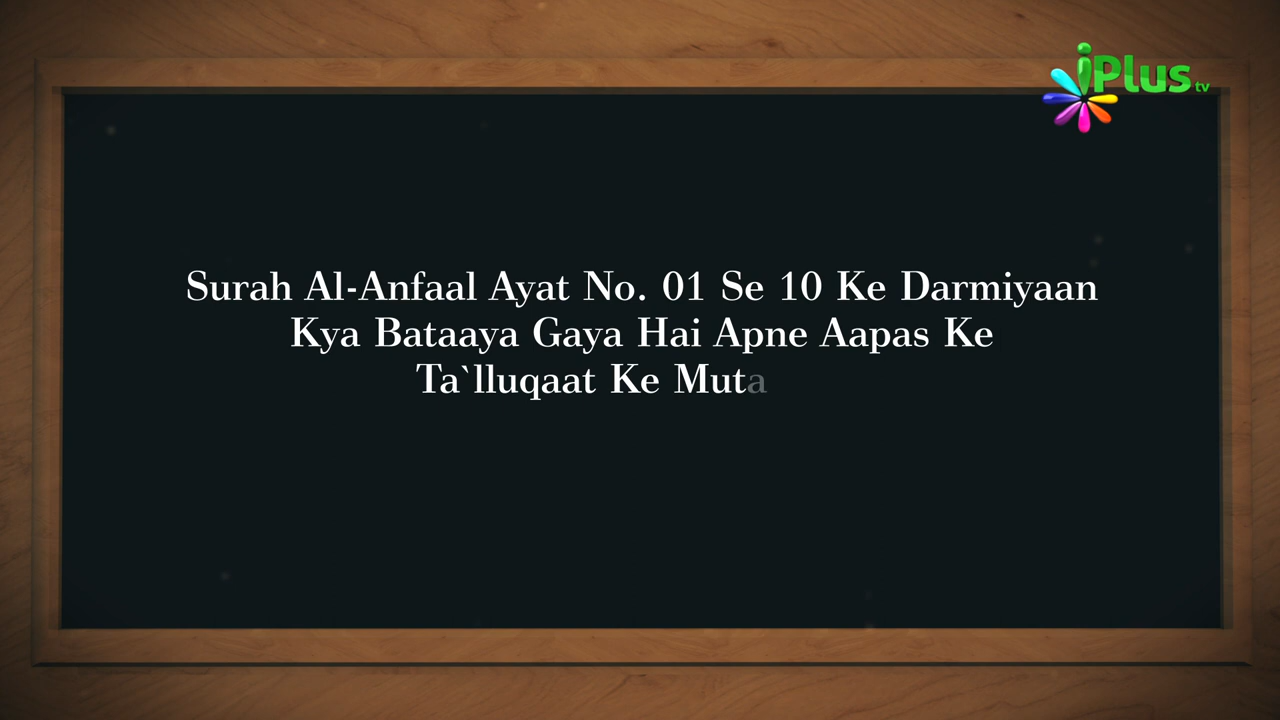 iPlus tv
Surah Al-Anfaal Ayat No. 01 Se 10 Ke Darmiyaan
Kya Bataaya Gaya Hai Apne Aapas Ke
Ta`lluqaat Ke Muta